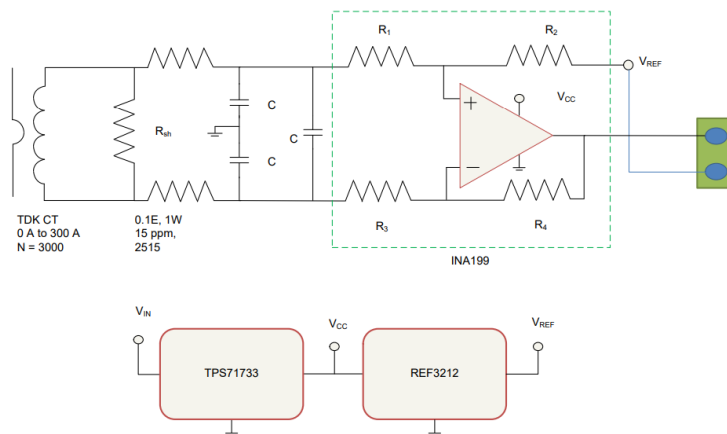 R1
R2
VREF
VCC
C
Rsh
C
C
+
−
R3
R4
TDK CT
0 A to 300 A
N = 3000
0.1E, 1W
15 ppm,
2515
INA199
VIN
VCC
VREF
TPS71733
REF3212